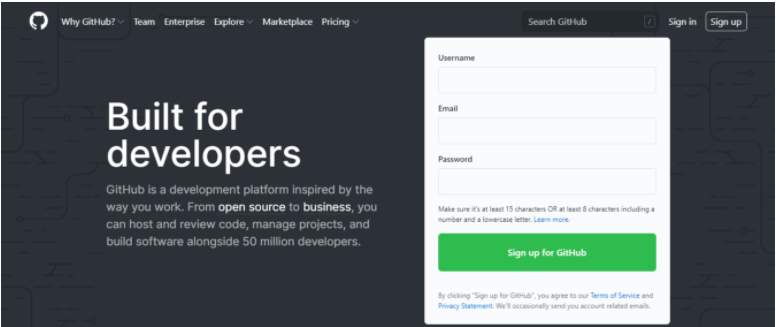 Why GitHub? Team Enterprise Explore Marketplace Pricing Search GitHub / Sign in Sign up
Built for
developers
GitHub is a development platform inspired by the
way you work. From open source to business, you
can host and review code, manage projects, and
build software alongside 50 million developers.
Username
Email
Password
Make sure it's at least 15 characters OR at least 8 characters including a
number and a lowercase letter. Learn more.
Sign up for GitHub
By clicking "Sign up for GitHub", you agree to our Terms of Service and
Privacy Statement. We'll occasionally send you account related emails.